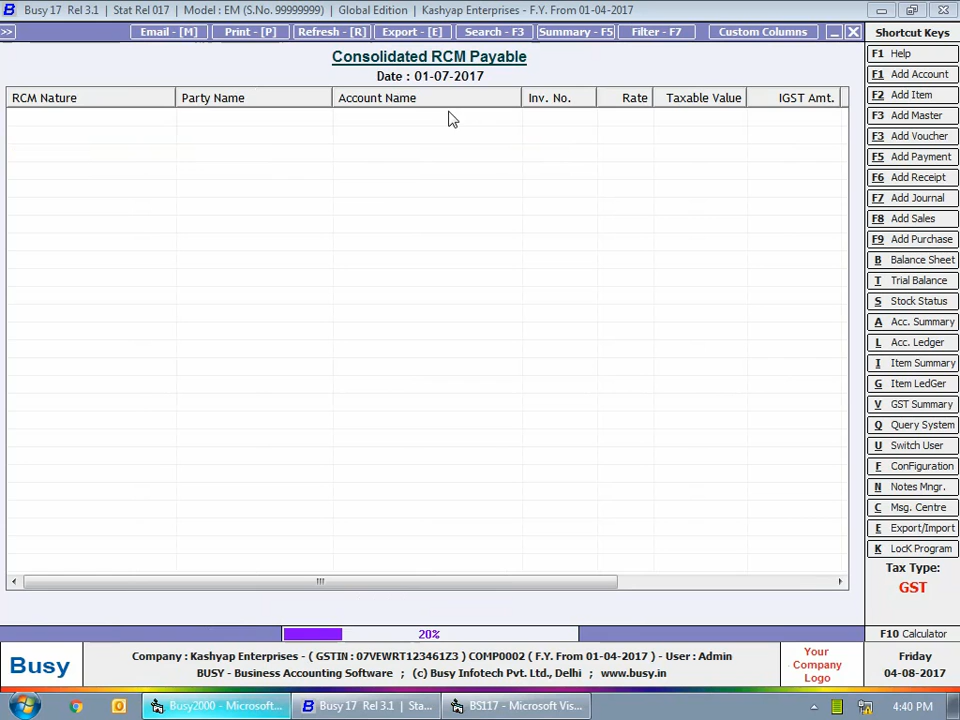 Busy 17 Rel 3.1 | Stat Rel 017 | Model : EM (S.No. 99999999) | Global Edition | Kashyap Enterprises - F.Y. From 01-04-2017
>> Email - [M] Print - [P] Refresh - [R] Export - [E] Search - F3 Summary - F5 Filter - F7 Custom Columns
Consolidated RCM Payable
Date : 01-07-2017
RCM Nature Party Name Account Name Inv. No. Rate Taxable Value IGST Amt.
Shortcut Keys
F1 Help
F1 Add Account
F2 Add Item
F3 Add Master
F3 Add Voucher
F5 Add Payment
F6 Add Receipt
F7 Add Journal
F8 Add Sales
F9 Add Purchase
B Balance Sheet
T Trial Balance
S Stock Status
A Acc. Summary
L Acc. Ledger
I Item Summary
G Item LedGer
V GST Summary
Q Query System
U Switch User
F ConFiguration
N Notes Mngr.
C Msg. Centre
E Export/Import
K LocK Program
Tax Type:
GST
20%
F10 Calculator
Busy
Company : Kashyap Enterprises - ( GSTIN : 07VEWRT123461Z3 ) COMP0002 ( F.Y. From 01-04-2017 ) - User : Admin
BUSY - Business Accounting Software ; (c) Busy Infotech Pvt. Ltd., Delhi ; www.busy.in
Your
Company
Logo
Friday
04-08-2017
Busy2000 - Microsoft... Busy 17 Rel 3.1 | Sta... BS117 - Microsoft Vis... 4:40 PM